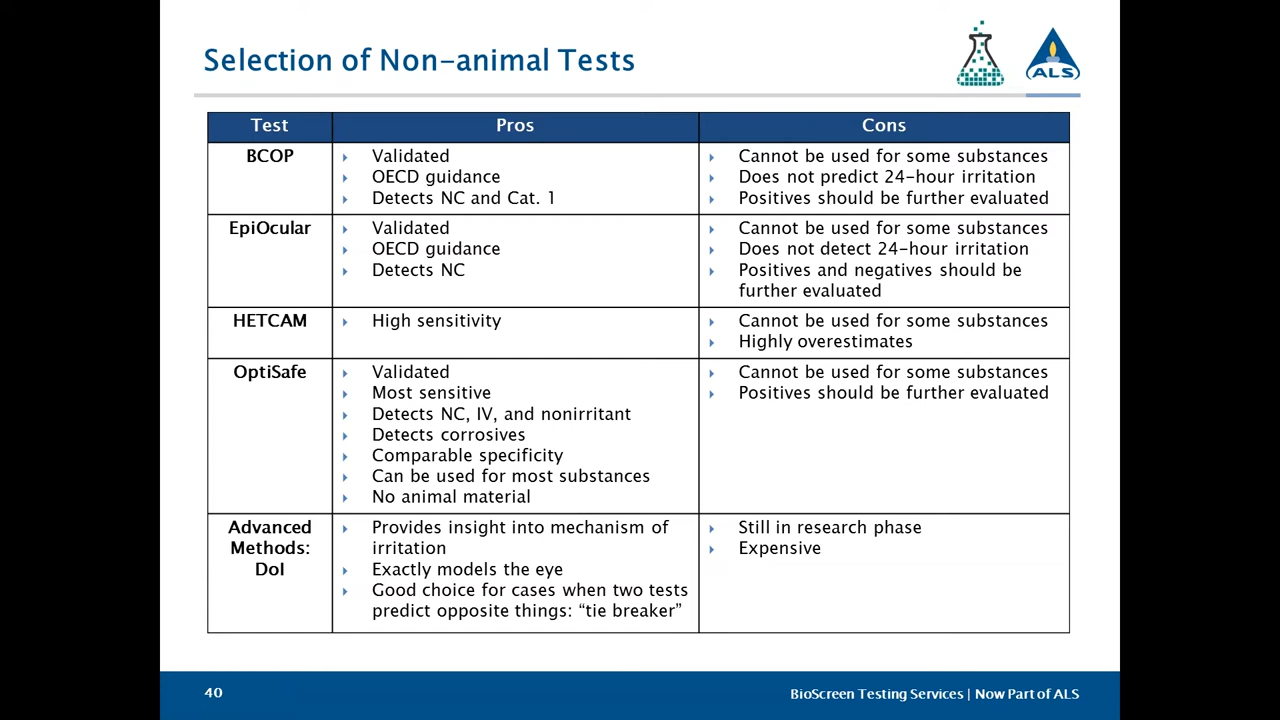 Selection of Non-animal Tests
ALS
Test Pros Cons
BCOP
Validated
OECD guidance
Detects NC and Cat. 1
Cannot be used for some substances
Does not predict 24-hour irritation
Positives should be further evaluated
EpiOcular
Validated
OECD guidance
Detects NC
Cannot be used for some substances
Does not detect 24-hour irritation
Positives and negatives should be
further evaluated
HETCAM
High sensitivity
Cannot be used for some substances
Highly overestimates
OptiSafe
Validated
Most sensitive
Detects NC, IV, and nonirritant
Detects corrosives
Comparable specificity
Can be used for most substances
No animal material
Cannot be used for some substances
Positives should be further evaluated
Advanced
Methods:
DoI
Provides insight into mechanism of
irritation
Exactly models the eye
Good choice for cases when two tests
predict opposite things: “tie breaker”
Still in research phase
Expensive
40
BioScreen Testing Services | Now Part of ALS